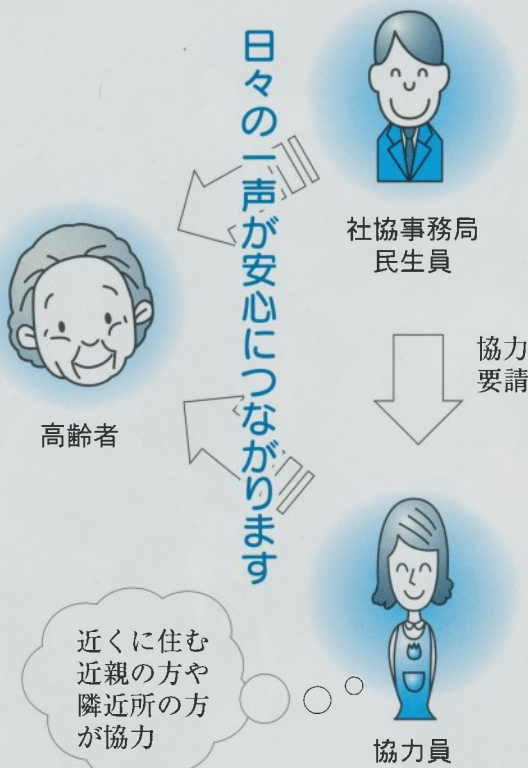 日々の一声が安心につながります
社協事務局
民生員
協力
要請
高齢者
近くに住む
近親の方や
隣近所の方
が協力
協力員